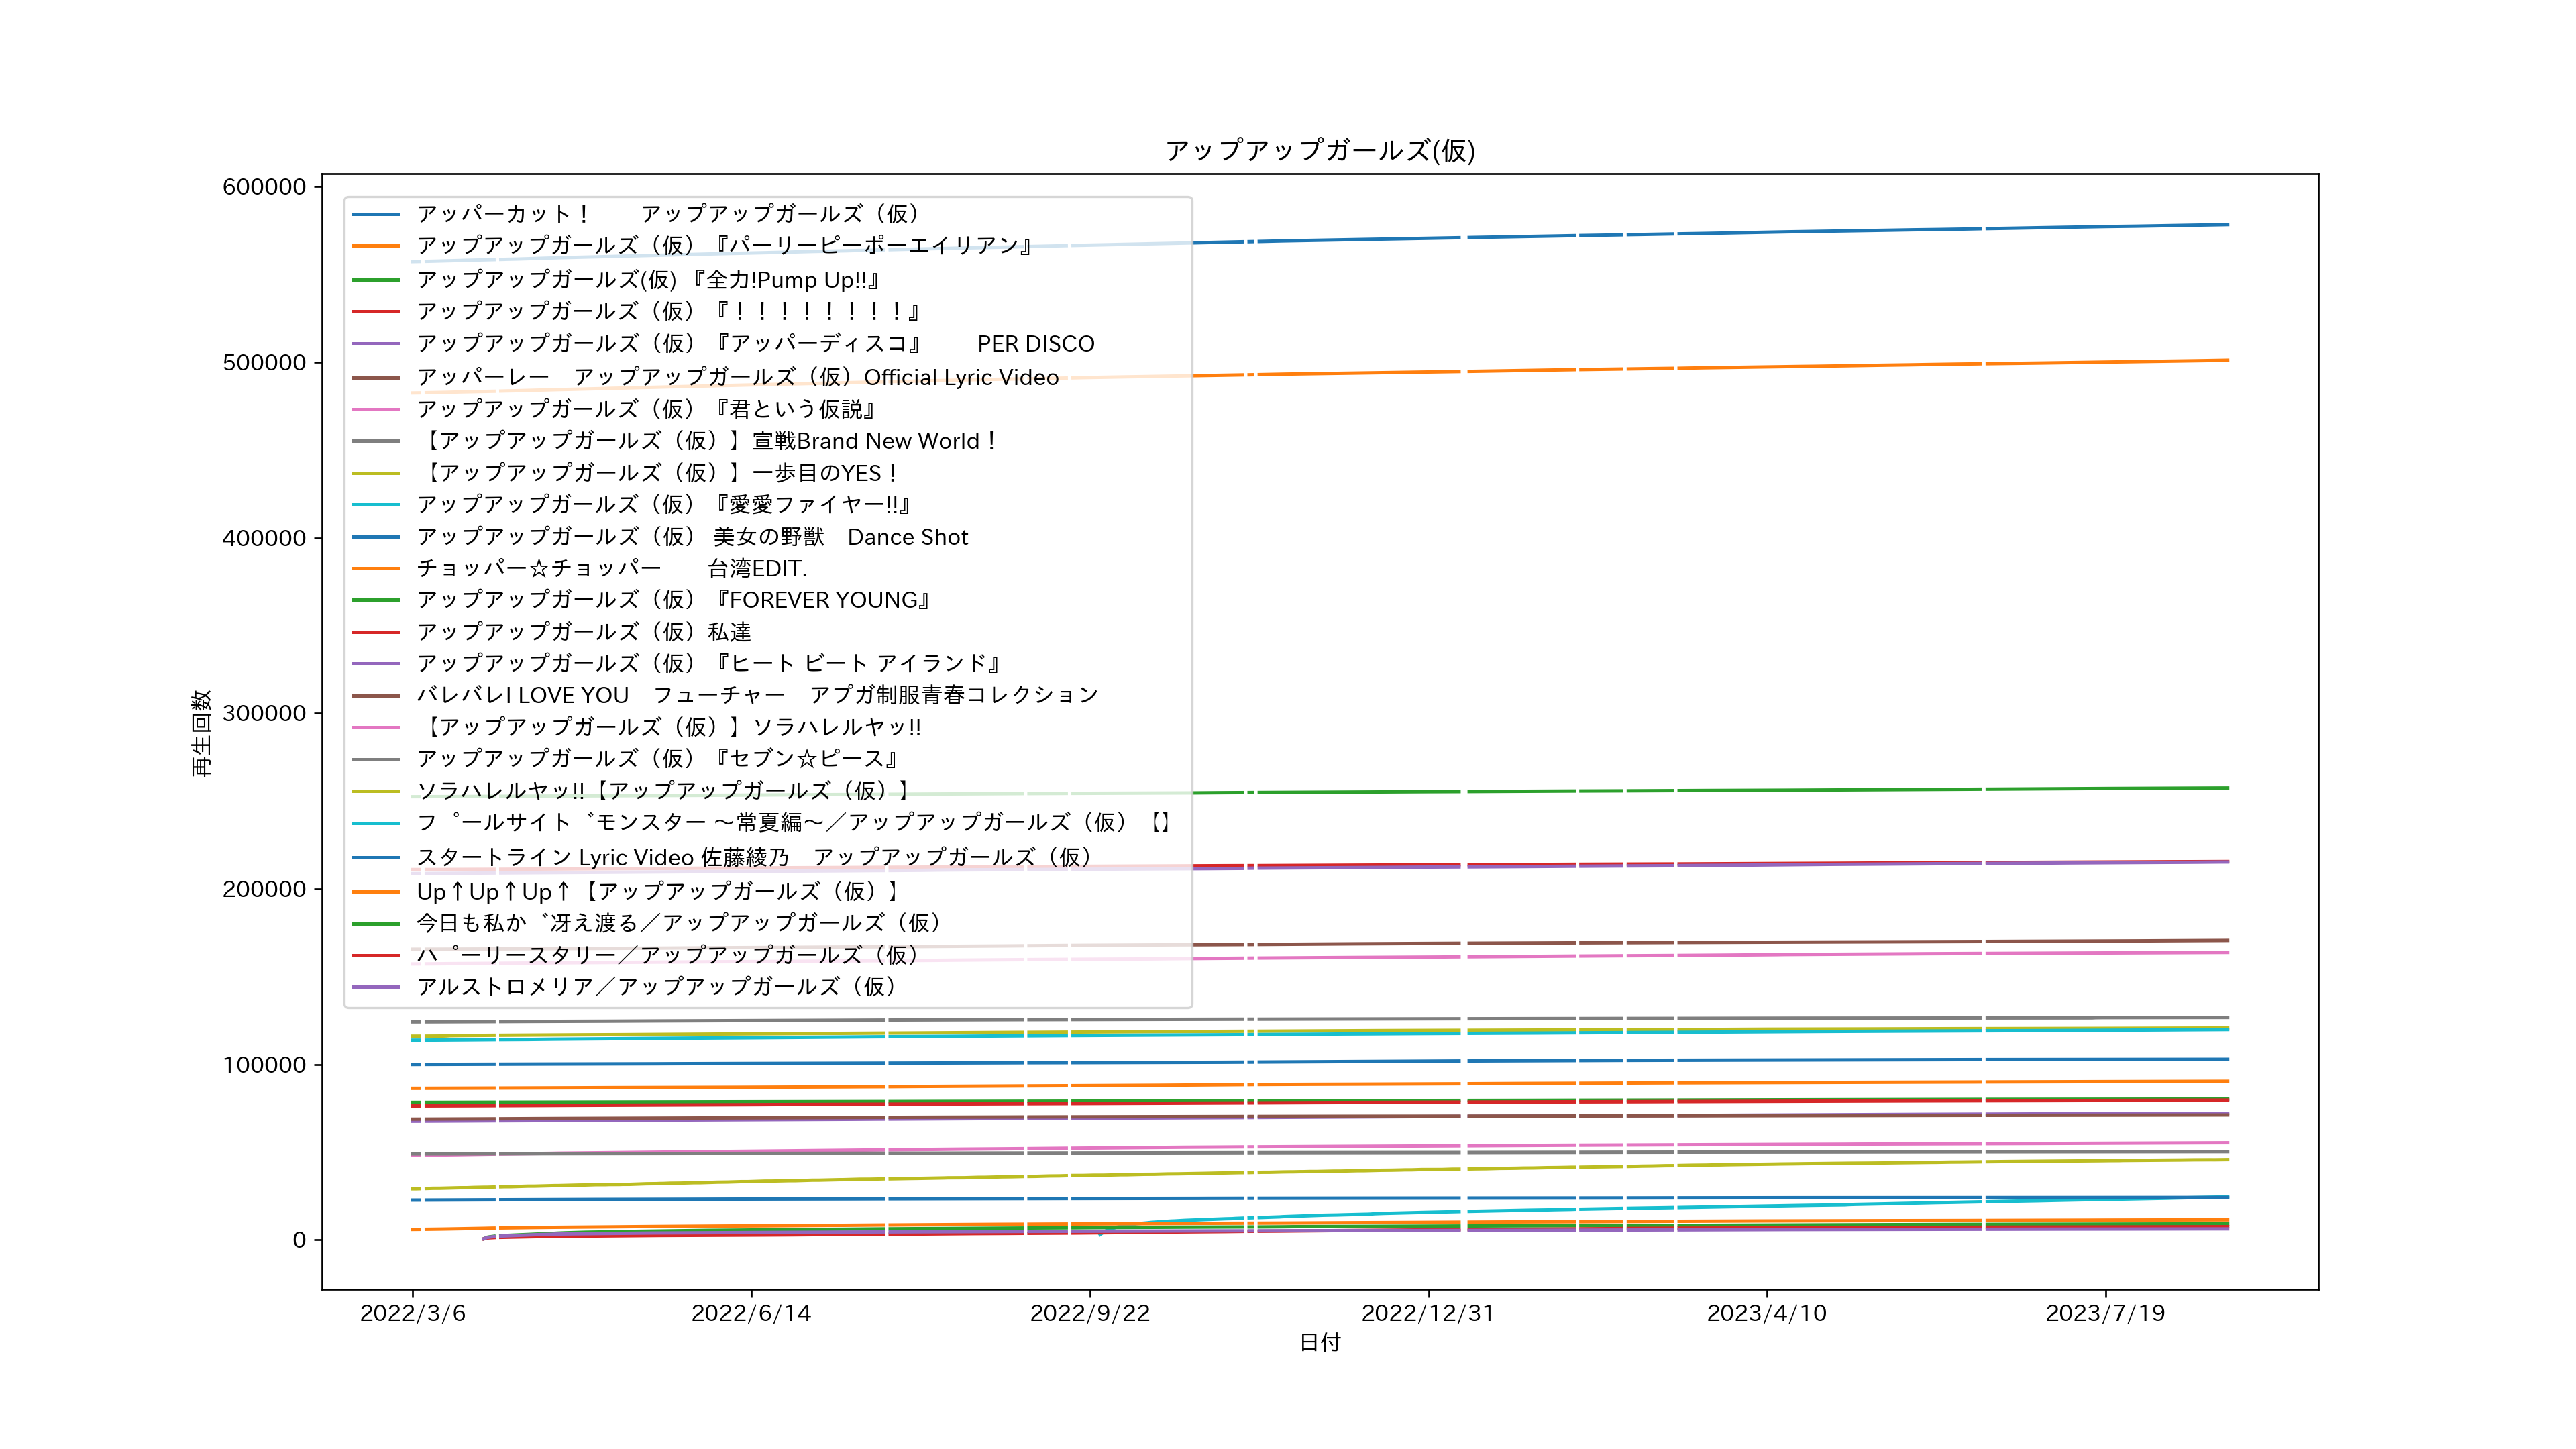 アップアップガールズ(仮)
600000
500000
400000
300000
200000
100000
0
再生回数
アッパーカット！　　アップアップガールズ（仮）
アップアップガールズ（仮）『パーリーピーポーエイリアン』
アップアップガールズ(仮) 『全力!Pump Up!!』
アップアップガールズ（仮）『！！！！！！！！』
アップアップガールズ（仮）『アッパーディスコ』　　PER DISCO
アッパーレー　アップアップガールズ（仮）Official Lyric Video
アップアップガールズ（仮）『君という仮説』
【アップアップガールズ（仮）】宣戦Brand New World！
【アップアップガールズ（仮）】一歩目のYES！
アップアップガールズ（仮）『愛愛ファイヤー!!』
アップアップガールズ（仮） 美女の野獣　Dance Shot
チョッパー☆チョッパー　　台湾EDIT.
アップアップガールズ（仮）『FOREVER YOUNG』
アップアップガールズ（仮）私達
アップアップガールズ（仮）『ヒート ビート アイランド』
バレバレI LOVE YOU　フューチャー　アプガ制服青春コレクション
【アップアップガールズ（仮）】ソラハレルヤッ!!
アップアップガールズ（仮）『セブン☆ピース』
ソラハレルヤッ!!【アップアップガールズ（仮）】
フ゜ールサイト゛モンスター ～常夏編～／アップアップガールズ（仮）【】
スタートライン Lyric Video 佐藤綾乃　アップアップガールズ（仮）
Up↑Up↑Up↑【アップアップガールズ（仮）】
今日も私か゛冴え渡る／アップアップガールズ（仮）
ハ゜ーリースタリー／アップアップガールズ（仮）
アルストロメリア／アップアップガールズ（仮）
2022/3/6
2022/6/14
2022/9/22
2022/12/31
2023/4/10
2023/7/19
日付